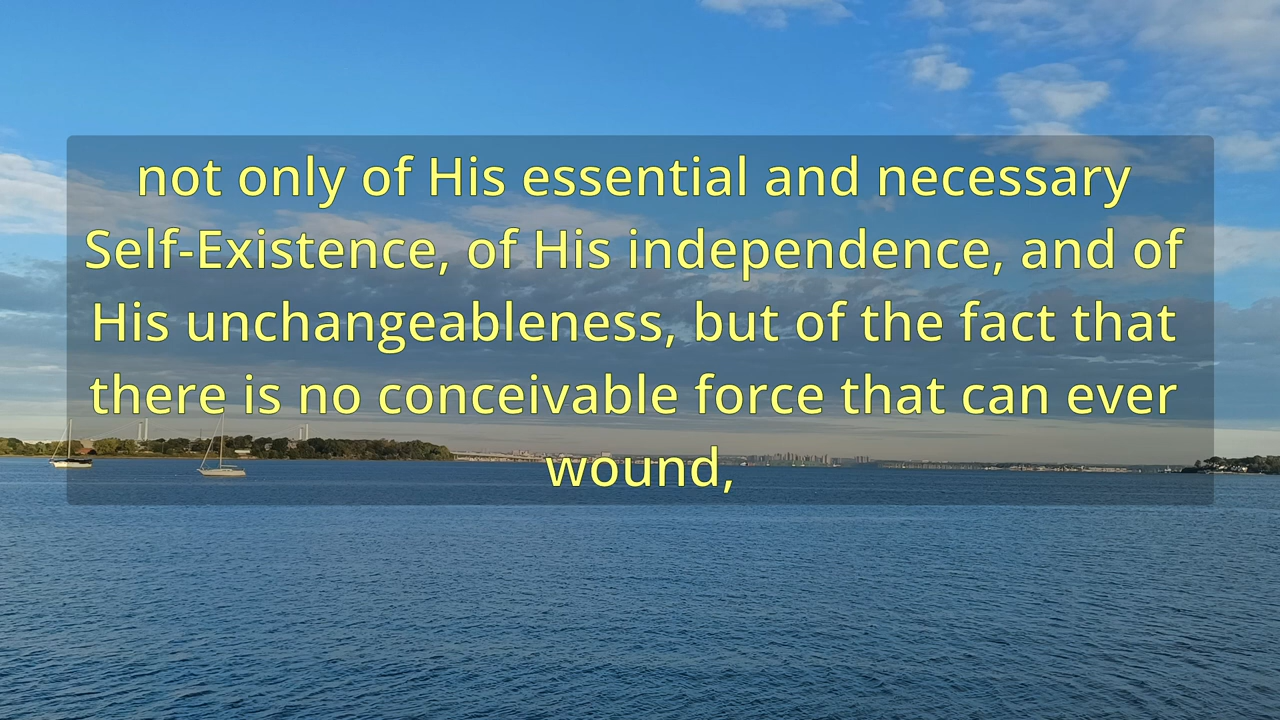 not only of His essential and necessary
Self-Existence, of His independence, and of
His unchangeableness, but of the fact that
there is no conceivable force that can ever
wound,